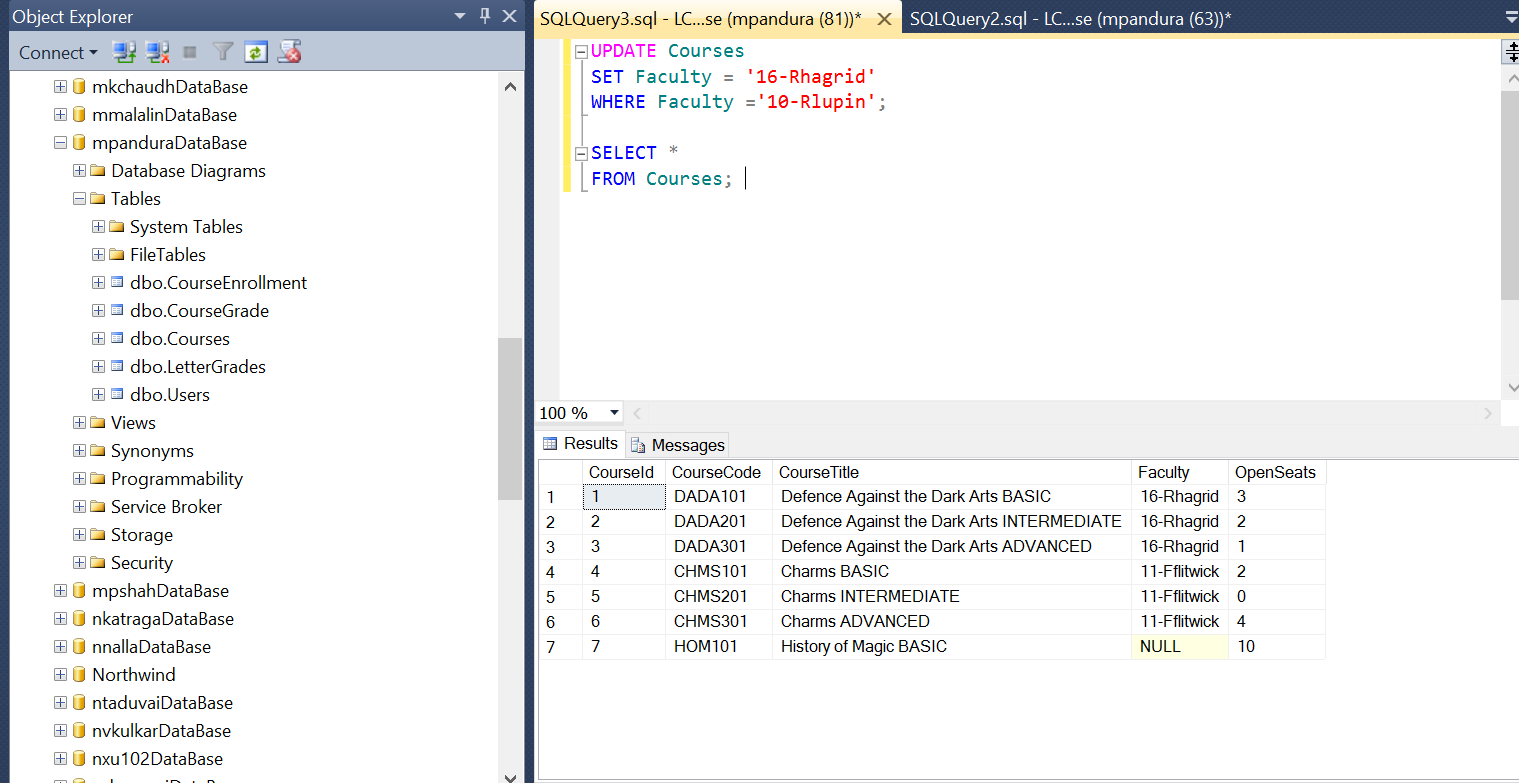 Object Explorer
Connect
mkchaudhDataBase
mmalalinDataBase
mpanduraDataBase
Database Diagrams
Tables
System Tables
FileTables
dbo.CourseEnrollment
dbo.CourseGrade
dbo.Courses
dbo.LetterGrades
dbo.Users
Views
Synonyms
Programmability
Service Broker
Storage
Security
mpshahDataBase
nkatragaDataBase
nnallaDataBase
Northwind
ntaduvaiDataBase
nvkulkarDataBase
nxu102DataBase
SQLQuery3.sql - LC...se (mpandura (81))* SQLQuery2.sql - LC...se (mpandura (63))*
UPDATE Courses
SET Faculty = '16-Rhagrid'
WHERE Faculty ='10-Rlupin';
SELECT *
FROM Courses;
100 %
Results Messages
CourseId CourseCode CourseTitle Faculty OpenSeats
1 1 DADA101 Defence Against the Dark Arts BASIC 16-Rhagrid 3
2 2 DADA201 Defence Against the Dark Arts INTERMEDIATE 16-Rhagrid 2
3 3 DADA301 Defence Against the Dark Arts ADVANCED 16-Rhagrid 1
4 4 CHMS101 Charms BASIC 11-Fflitwick 2
5 5 CHMS201 Charms INTERMEDIATE 11-Fflitwick 0
6 6 CHMS301 Charms ADVANCED 11-Fflitwick 4
7 7 HOM101 History of Magic BASIC NULL 10